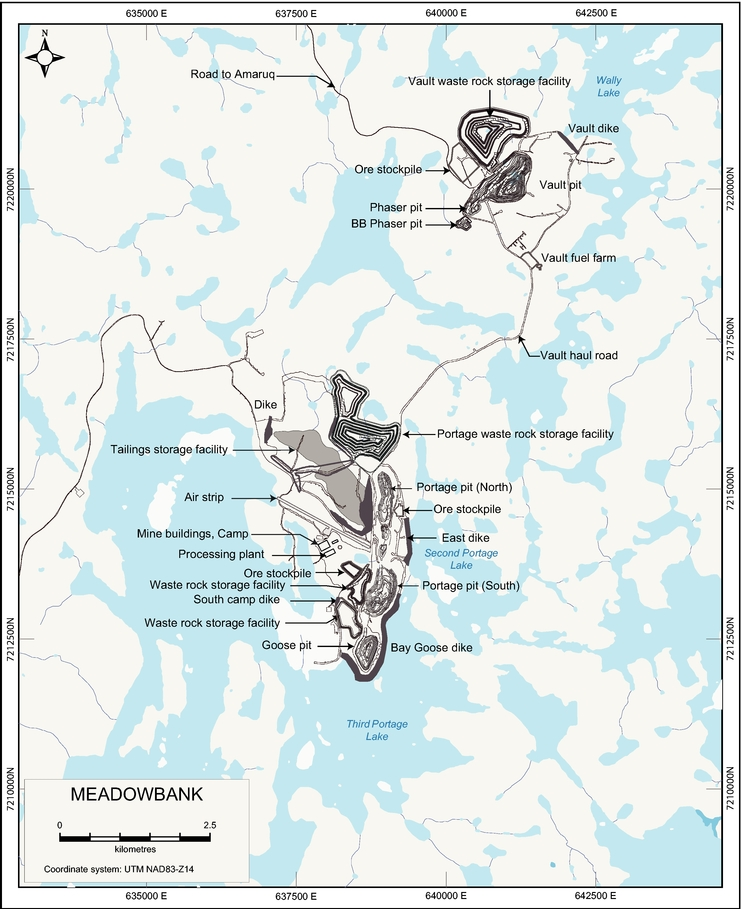 635000 E
637500 E
640000 E
642500 E
N
Road to Amaruq
Vault waste rock storage facility
Wally
Lake
Vault dike
Ore stockpile
Vault pit
7220000N
7220000N
Phaser pit
BB Phaser pit
Vault fuel farm
7217500N
7217500N
Vault haul road
Dike
Portage waste rock storage facility
Tailings storage facility
7215000N
7215000N
Portage pit (North)
Air strip
Ore stockpile
Mine buildings, Camp
East dike
Processing plant
Second Portage
Lake
Ore stockpile
Waste rock storage facility
Portage pit (South)
South camp dike
Waste rock storage facility
7212500N
7212500N
Goose pit
Bay Goose dike
Third Portage
Lake
7210000N
7210000N
MEADOWBANK
0
2.5
kilometres
Coordinate system: UTM NAD83-Z14
635000 E
637500 E
640000 E
642500 E